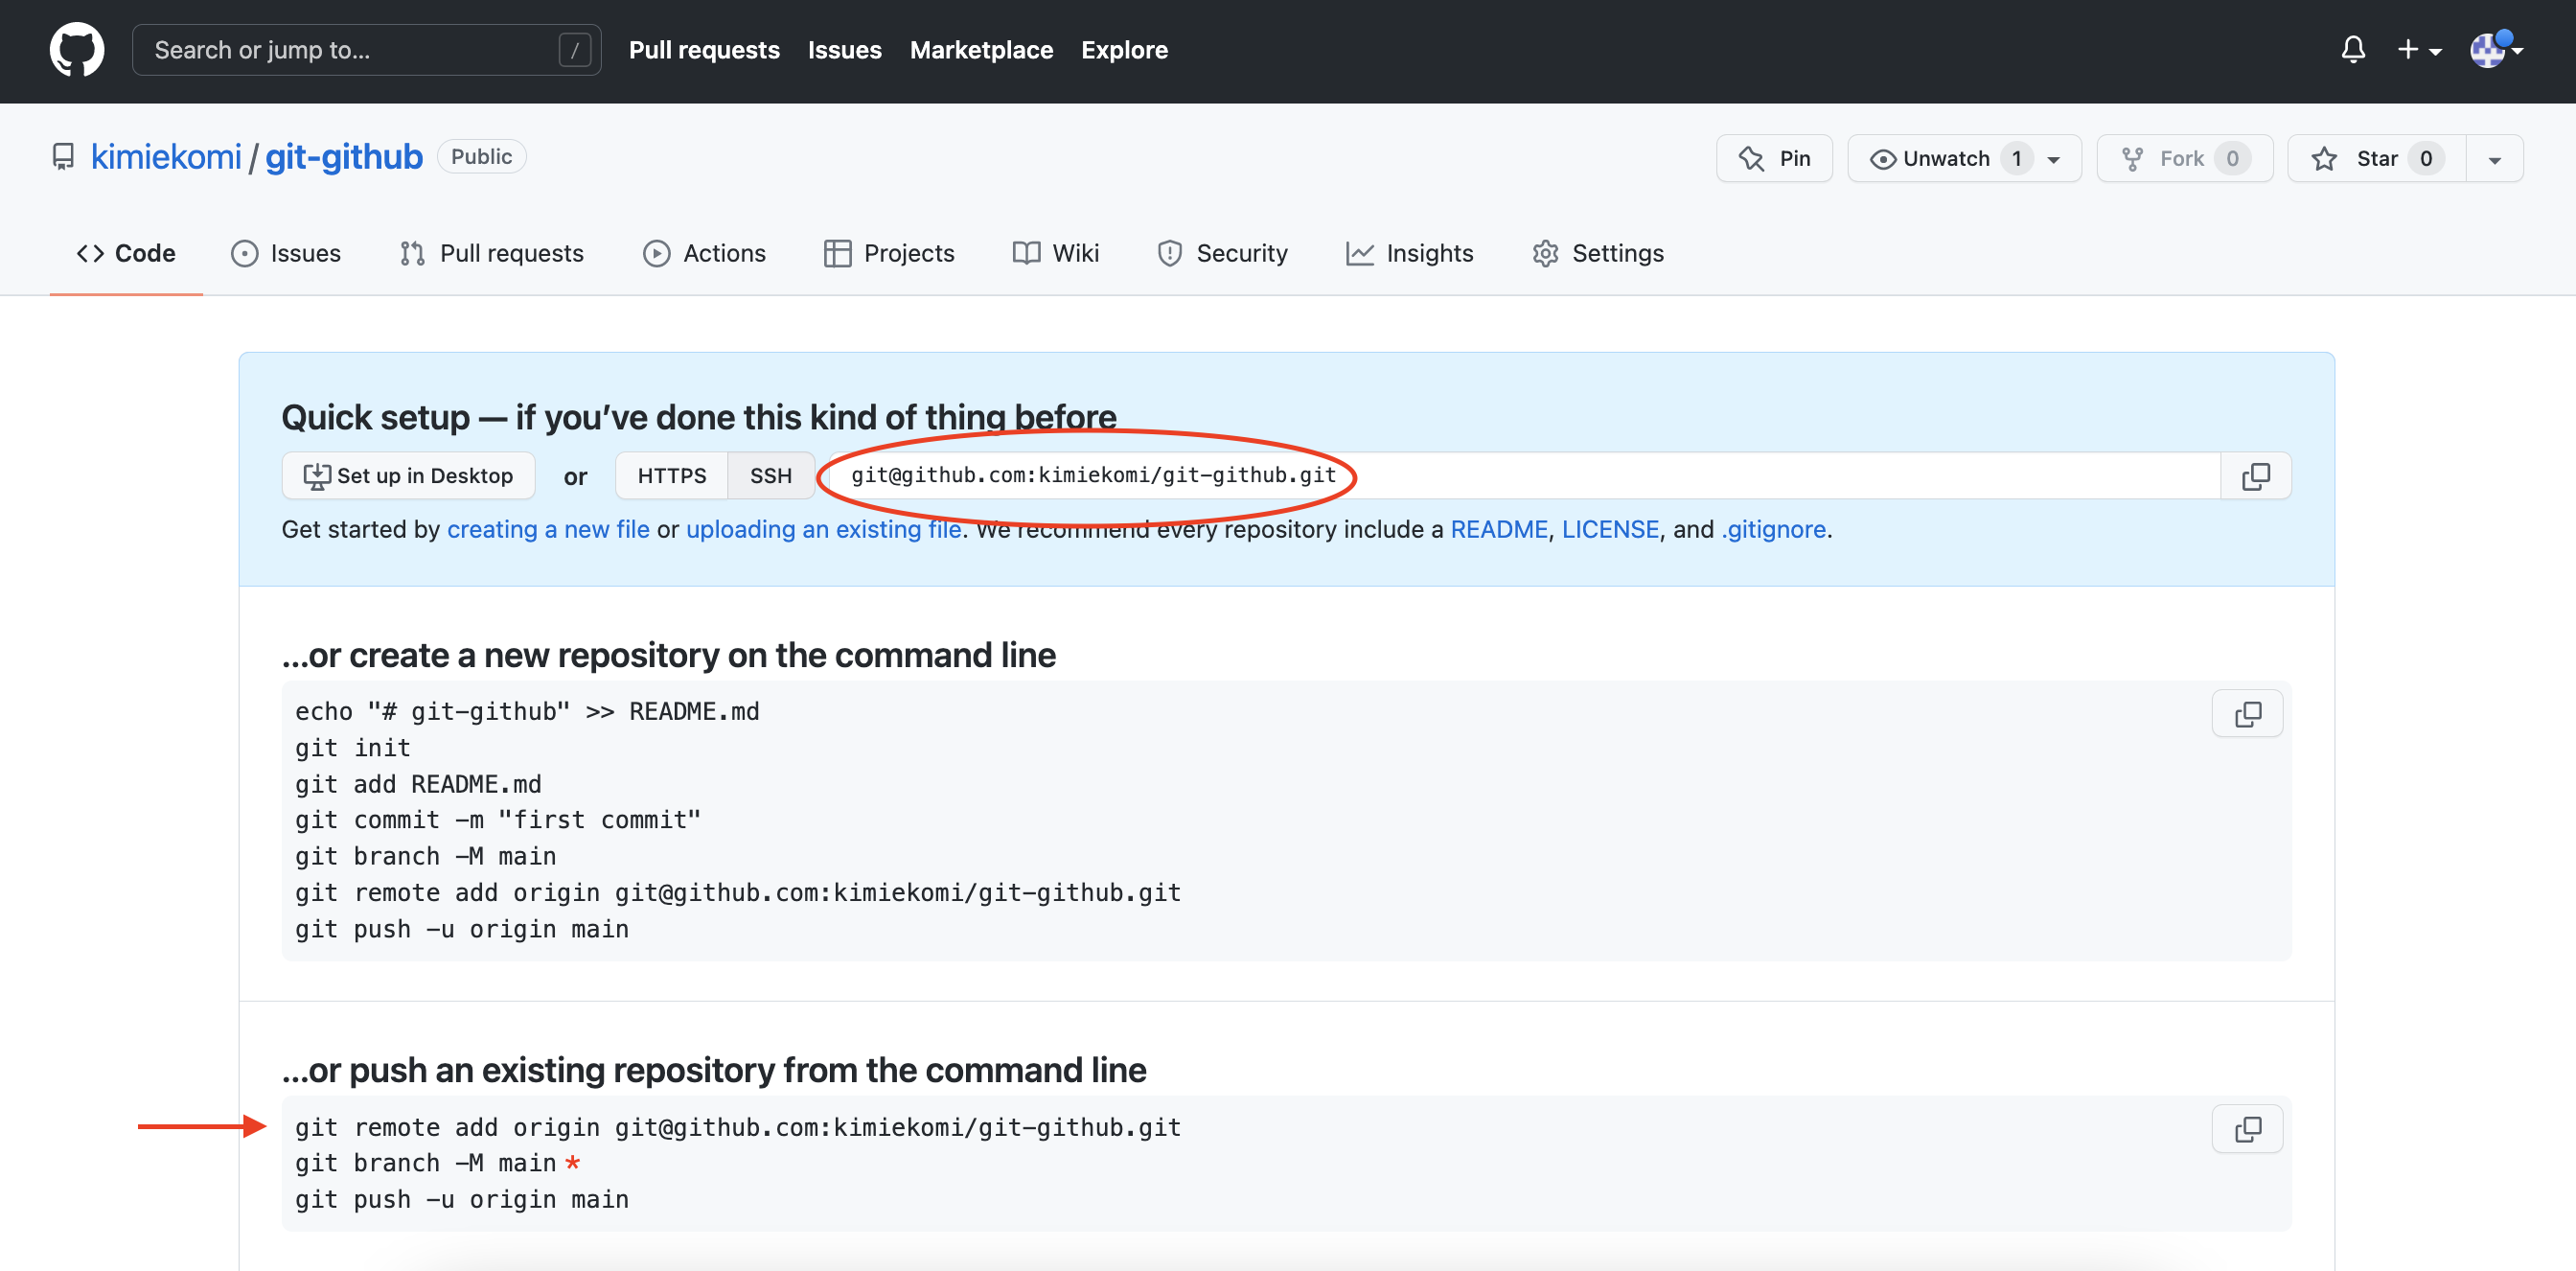 Search or jump to... / Pull requests Issues Marketplace Explore
kimiekomi / git-github Public Pin Unwatch 1 Fork 0 Star 0
Code Issues Pull requests Actions Projects Wiki Security Insights Settings
Quick setup — if you’ve done this kind of thing before
Set up in Desktop or HTTPS SSH git@github.com:kimiekomi/git-github.git
Get started by creating a new file or uploading an existing file. We recommend every repository include a README, LICENSE, and .gitignore.
…or create a new repository on the command line
echo "# git-github" >> README.md
git init
git add README.md
git commit -m "first commit"
git branch -M main
git remote add origin git@github.com:kimiekomi/git-github.git
git push -u origin main
…or push an existing repository from the command line
git remote add origin git@github.com:kimiekomi/git-github.git
git branch -M main *
git push -u origin main